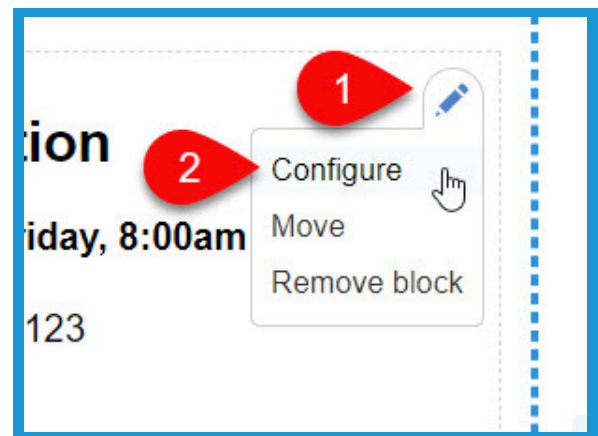 1
tion
2
Configure
riday, 8:00am
Move
Remove block
123